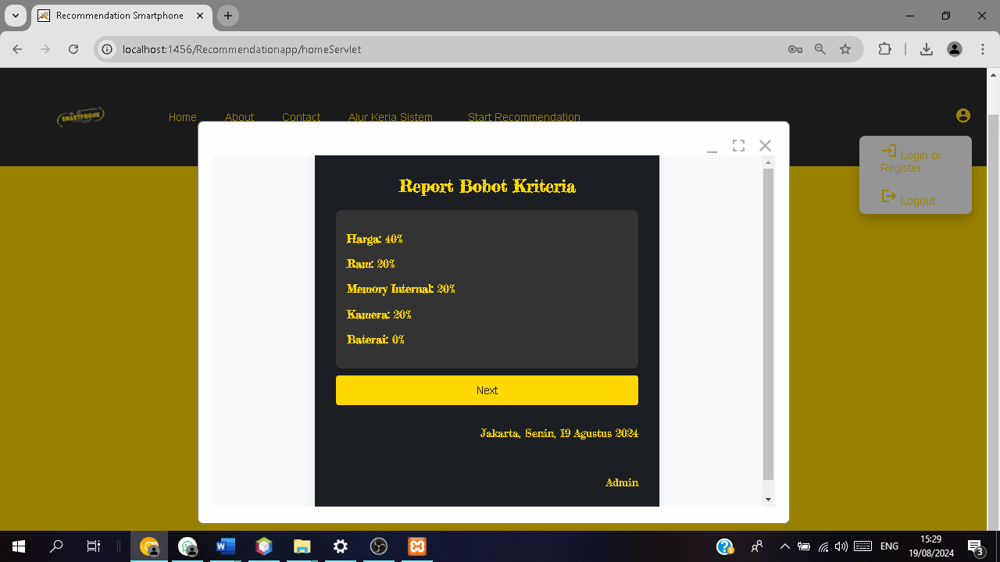 Recommendation Smartphone
localhost:1456/Recommendationapp/homeServlet
SMARTPHONE
Home
About
Contact
Alur Kerja Sistem
Start Recommendation
Login or
Register
Logout
Report Bobot Kriteria
Harga: 40%
Ram: 20%
Memory Internal: 20%
Kamera: 20%
Baterai: 0%
Next
Jakarta, Senin, 19 Agustus 2024
Admin
ENG
15:29
19/08/2024
3